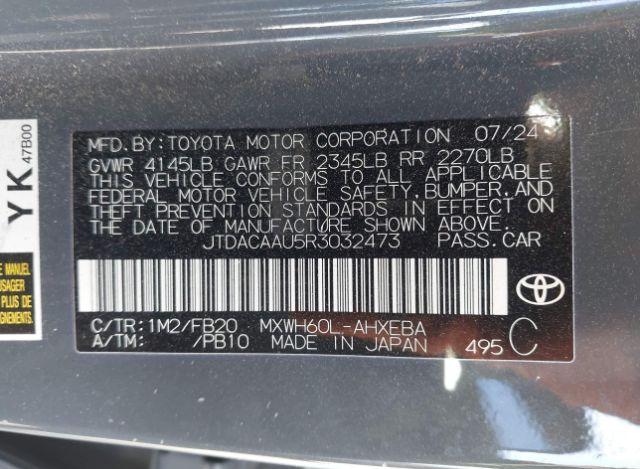 MFD. BY: TOYOTA MOTOR CORPORATION 07/24
GVWR 4145LB GAWR FR 2345LB RR 2270LB
THIS VEHICLE CONFORMS TO ALL APPLICABLE
FEDERAL MOTOR VEHICLE SAFETY, BUMPER, AND
THEFT PREVENTION STANDARDS IN EFFECT ON
THE DATE OF MANUFACTURE SHOWN ABOVE.
JTDACAAU5R3032473 PASS.CAR
C/TR: 1M2/FB20 MXWH60L-AHXEBA
A/TM: /PB10 MADE IN JAPAN 495 C
TOYOTA
YK
47B00
MANUEL
PLUS DE